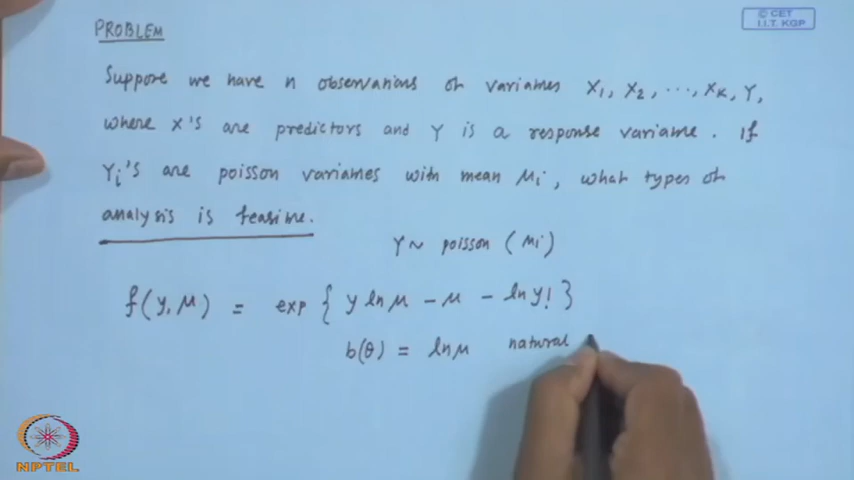 PROBLEM
© CET
I.I.T. KGP
Suppose we have n observations of variables X1, X2, ..., XK, Y,
where X's are predictors and Y is a response variable. If
Yi's are poisson variables with mean μi, what types of
analysis is feasible.
Y ~ poisson (μi)
f(y, μ) = exp { y ln μ - μ - ln y! }
b(θ) = ln μ natural
NPTEL